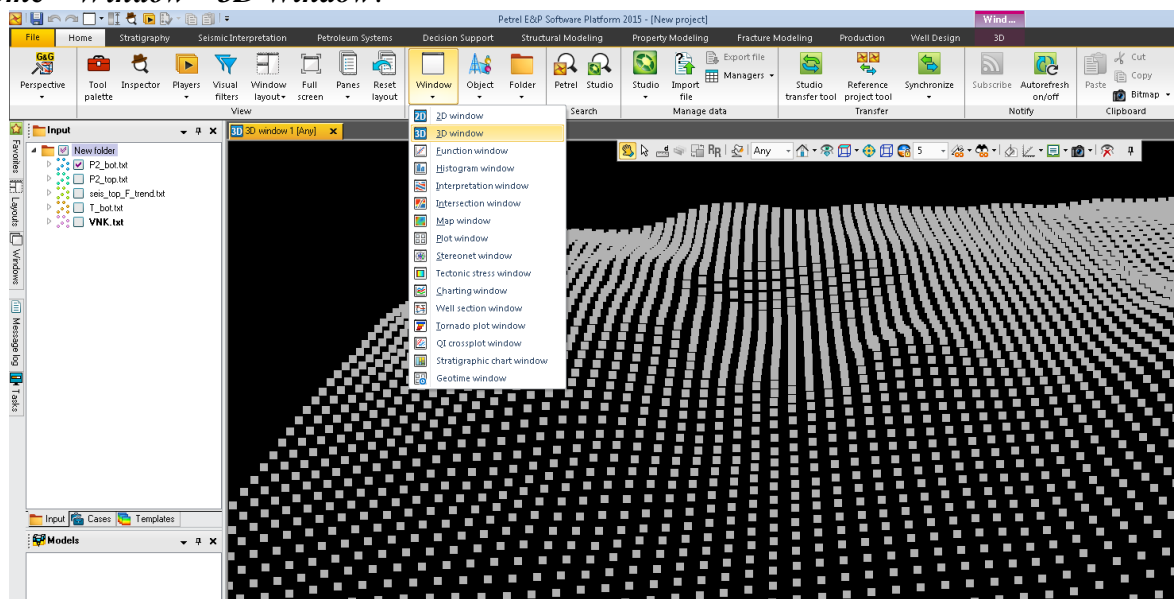 Petrel E&P Software Platform 2015 - [New project]
Wind ...
File Home Stratigraphy Seismic Interpretation Petroleum Systems Decision Support Structural Modeling Property Modeling Fracture Modeling Production Well Design 3D
G&G
Perspective
Tool palette
Inspector
Players
Visual filters
Window layout
Full screen
Panes
Reset layout
Window
Object
Folder
Petrel
Studio
Studio
Import file
Export file
Managers
Studio transfer tool
Reference project tool
Synchronize
Subscribe
Autorefresh on/off
Paste
Cut
Copy
Bitmap
View
Search
Manage data
Transfer
Notify
Clipboard
Favorites
Layouts
Windows
Message log
Tasks
Input
New folder
P2_bot.txt
P2_top.txt
seis_top_F_trend.txt
T_bot.txt
VNK.txt
Input Cases Templates
Models
3D 3D window 1 [Any]
2D 2D window
3D 3D window
Function window
Histogram window
Interpretation window
Intersection window
Map window
Plot window
Stereonet window
Tectonic stress window
Charting window
Well section window
Tornado plot window
QI crossplot window
Stratigraphic chart window
Geotime window
Any
5